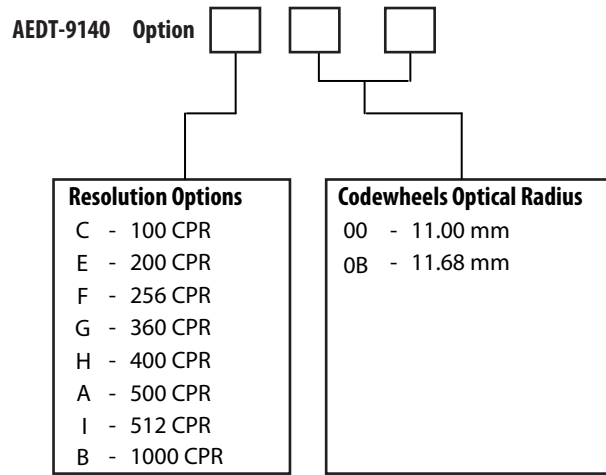 AEDT-9140 Option
Resolution Options
C - 100 CPR
E - 200 CPR
F - 256 CPR
G - 360 CPR
H - 400 CPR
A - 500 CPR
I - 512 CPR
B - 1000 CPR
Codewheels Optical Radius
00 - 11.00 mm
0B - 11.68 mm